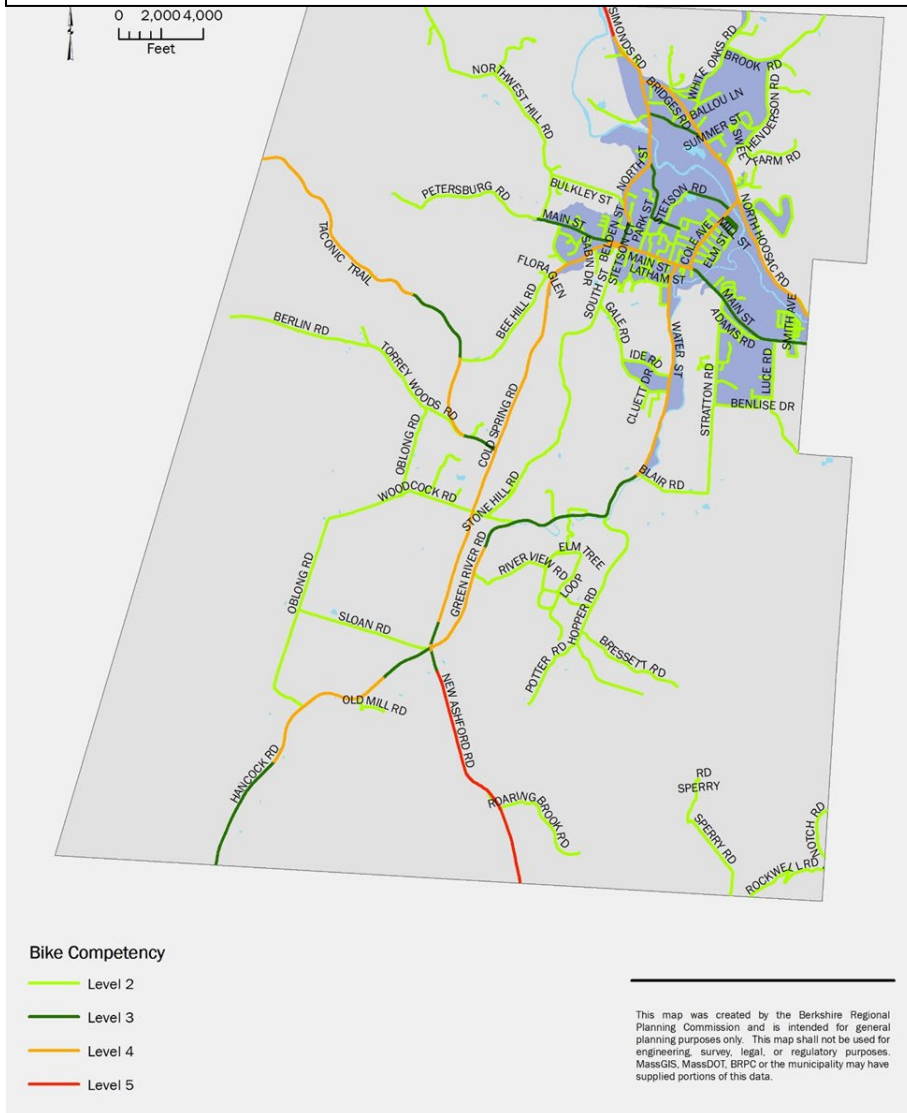 0 2,000 4,000
Feet
SIMONDS RD
WHITE OAKS RD
BROOK RD
NORTHWEST HILL RD
BRIDGES RD
BALLOU LN
HENDERSON RD
SUMMER ST
SWEET FARM RD
NORTH ST
BULKLEY ST
PETERSBURG RD
STETSON RD
PARK ST
MAIN ST
BELDEN ST
STETSON CT
NORTH HOOSAC RD
MILL ST
COLE AVE
ELM ST
TACONIC TRAIL
SABIN DR
MAIN ST
LATHAM ST
FLORA GLEN
SOUTH ST
BEE HILL RD
MAIN ST
SMITH AVE
ADAMS RD
BERLIN RD
GALE RD
WATER ST
TORREY WOODS RD
IDE RD
LUCE RD
CLUETT DR
STRATTON RD
BENLISE DR
COLD SPRING RD
OBLONG RD
BLAIR RD
WOODCOCK RD
STONE HILL RD
ELM TREE
LOOP
RIVER VIEW RD
GREEN RIVER RD
OBLONG RD
HOPPER RD
SLOAN RD
BRESSETT RD
POTTER RD
OLD MILL RD
NEW ASHFORD RD
HANCOCK RD
RD
SPERRY
ROARING BROOK RD
SPERRY RD
NOTCH RD
ROCKWELL RD
Bike Competency
Level 2
Level 3
Level 4
Level 5
This map was created by the Berkshire Regional
Planning Commission and is intended for general
planning purposes only. This map shall not be used for
engineering, survey, legal, or regulatory purposes.
MassGIS, MassDOT, BRPC or the municipality may have
supplied portions of this data.